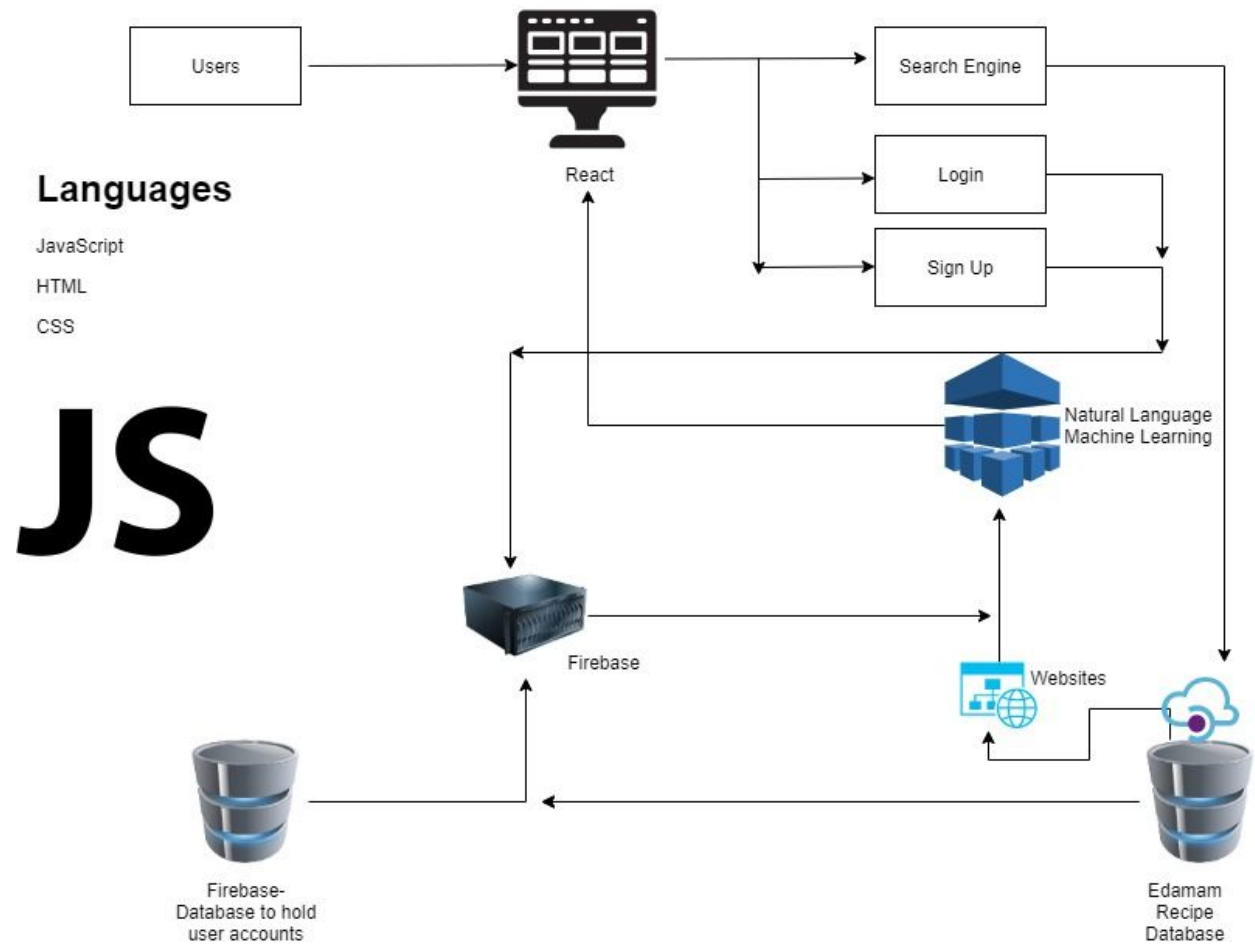 Users
Search Engine
React
Login
Languages
JavaScript
Sign Up
HTML
CSS
JS
Natural Language
Machine Learning
Firebase
Websites
Firebase-
Database to hold
user accounts
Edamam
Recipe
Database